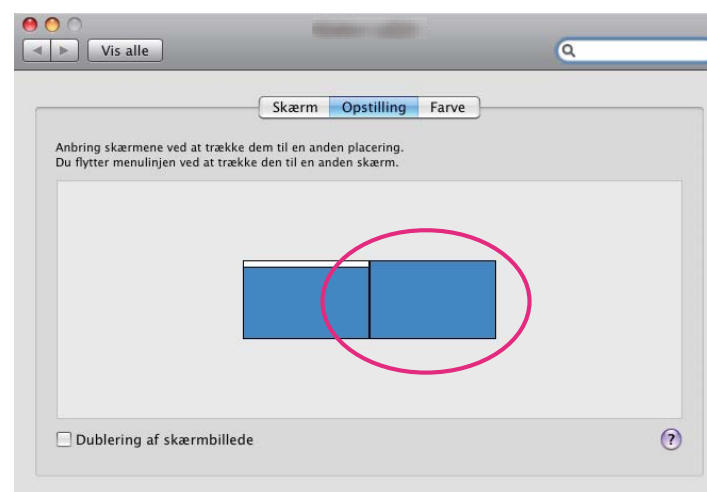 Vis alle
Skærm Opstilling Farve
Anbring skærmene ved at trække dem til en anden placering.
Du flytter menulinjen ved at trække den til en anden skærm.
Dublering af skærmbillede
?